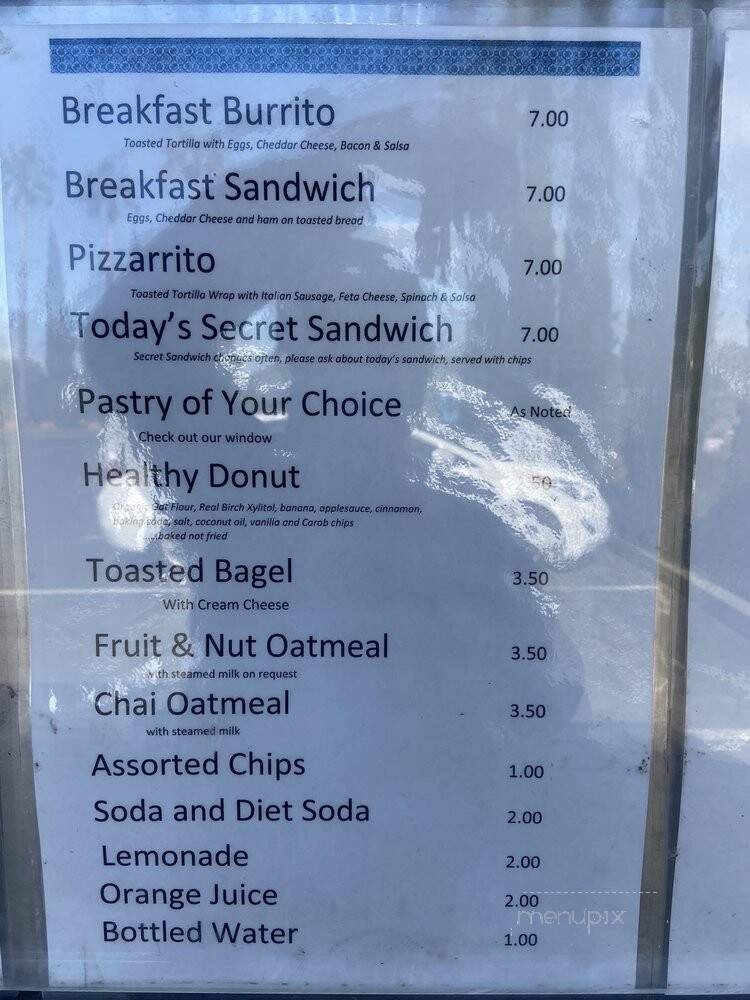 Breakfast Burrito 7.00
Toasted Tortilla with Eggs, Cheddar Cheese, Bacon & Salsa
Breakfast Sandwich 7.00
Eggs, Cheddar Cheese and ham on toasted bread
Pizzarrito 7.00
Toasted Tortilla Wrap with Italian Sausage, Feta Cheese, Spinach & Salsa
Today's Secret Sandwich 7.00
Secret Sandwich changes often, please ask about today's sandwich, served with chips
Pastry of Your Choice As Noted
Check out our window
Healthy Donut .50
Organic Oat Flour, Real Birch Xylitol, banana, applesauce, cinnamon,
baking soda, salt, coconut oil, vanilla and Carob chips
.....baked not fried
Toasted Bagel 3.50
With Cream Cheese
Fruit & Nut Oatmeal 3.50
with steamed milk on request
Chai Oatmeal 3.50
with steamed milk
Assorted Chips 1.00
Soda and Diet Soda 2.00
Lemonade 2.00
Orange Juice 2.00
menupix
Bottled Water 1.00